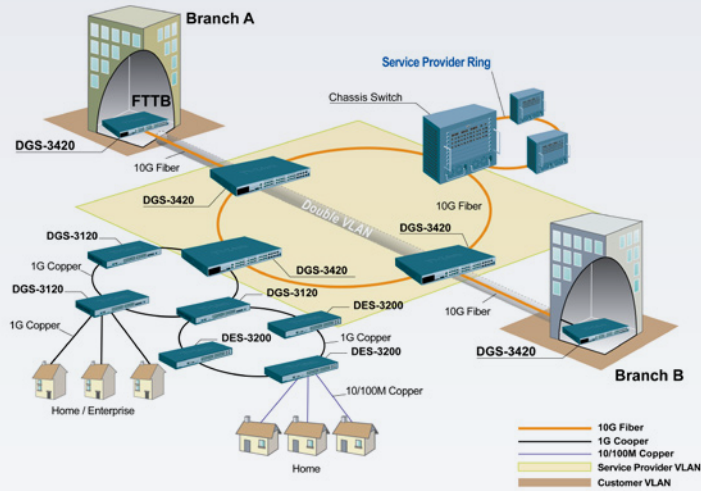 Branch A
FTTB
DGS-3420
10G Fiber
Service Provider Ring
Chassis Switch
10G Fiber
DGS-3420
Double VLAN
DGS-3420
DGS-3120
1G Copper
DGS-3120
1G Copper
DGS-3420
DGS-3120
DES-3200
DES-3200
1G Copper
DES-3200
10/100M Copper
10G Fiber
DGS-3420
Branch B
Home / Enterprise
Home
10G Fiber
1G Cooper
10/100M Copper
Service Provider VLAN
Customer VLAN